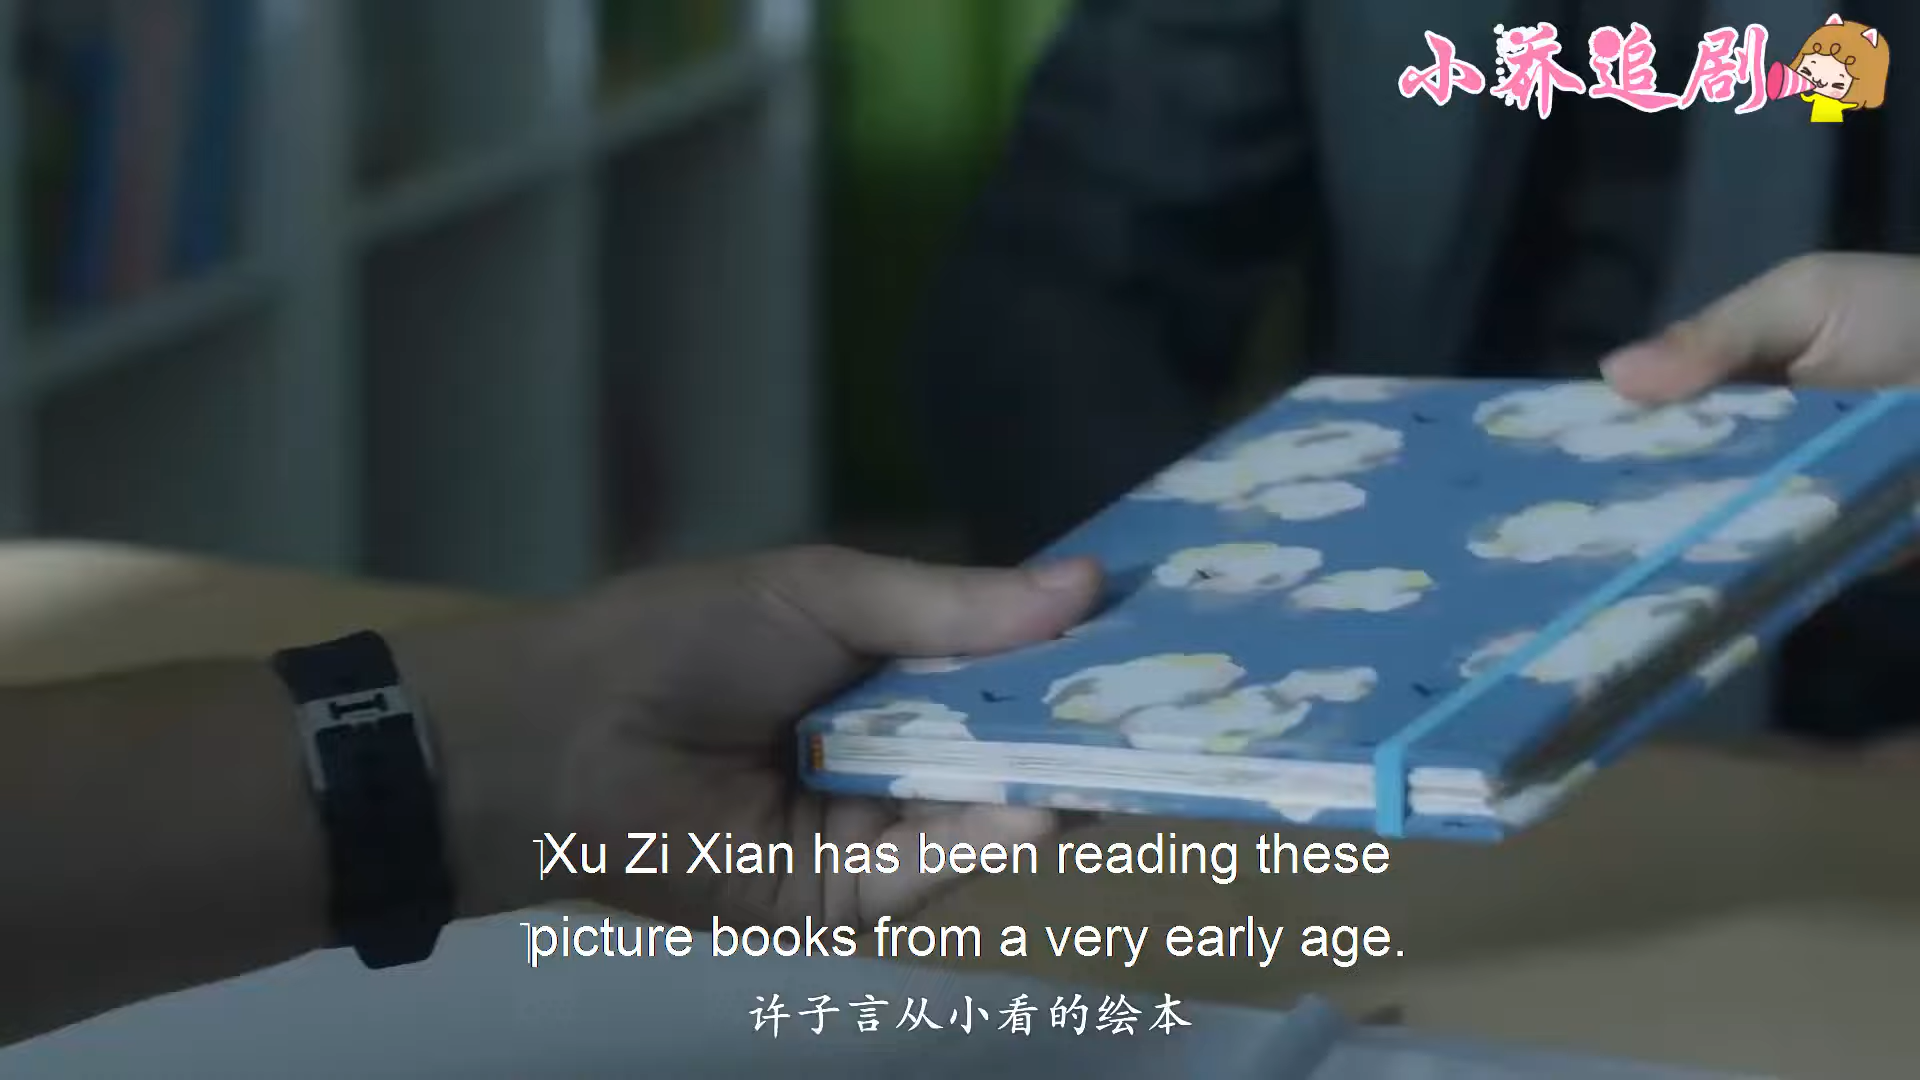 小莽追剧
Xu Zi Xian has been reading these
picture books from a very early age.
许子言从小看的绘本